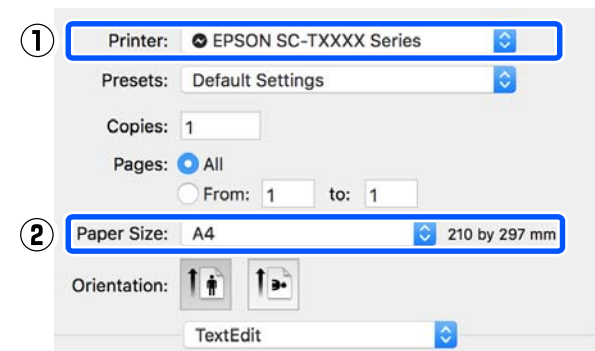 ① Printer: EPSON SC-TXXXX Series
Presets: Default Settings
Copies: 1
Pages: All
From: 1 to: 1
② Paper Size: A4 210 by 297 mm
Orientation:
TextEdit